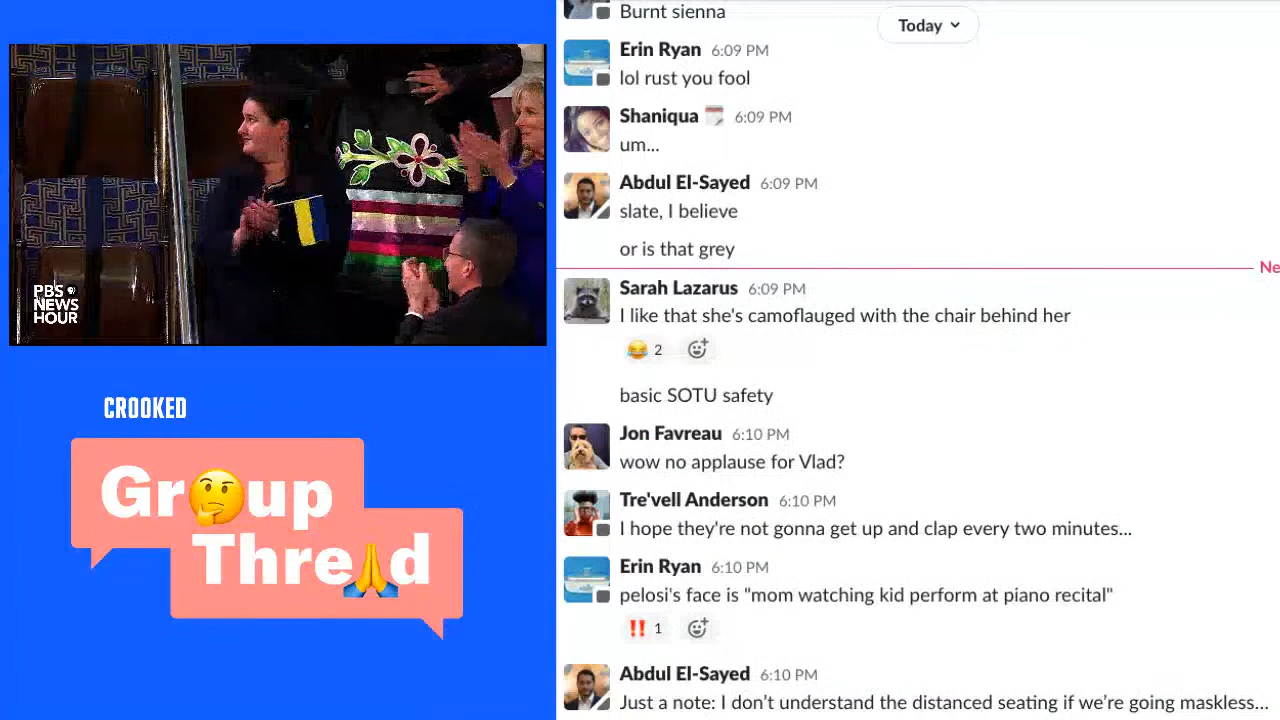 PBS
NEWS
HOUR
CROOKED
Gr🤔up
Thre🙏d
Today
Burnt sienna
Erin Ryan 6:09 PM
lol rust you fool
Shaniqua 6:09 PM
um...
Abdul El-Sayed 6:09 PM
slate, I believe
or is that grey
Ne
Sarah Lazarus 6:09 PM
I like that she's camoflauged with the chair behind her
😂 2
basic SOTU safety
Jon Favreau 6:10 PM
wow no applause for Vlad?
Tre'vell Anderson 6:10 PM
I hope they're not gonna get up and clap every two minutes...
Erin Ryan 6:10 PM
pelosi's face is "mom watching kid perform at piano recital"
‼️ 1
Abdul El-Sayed 6:10 PM
Just a note: I don't understand the distanced seating if we're going maskless...